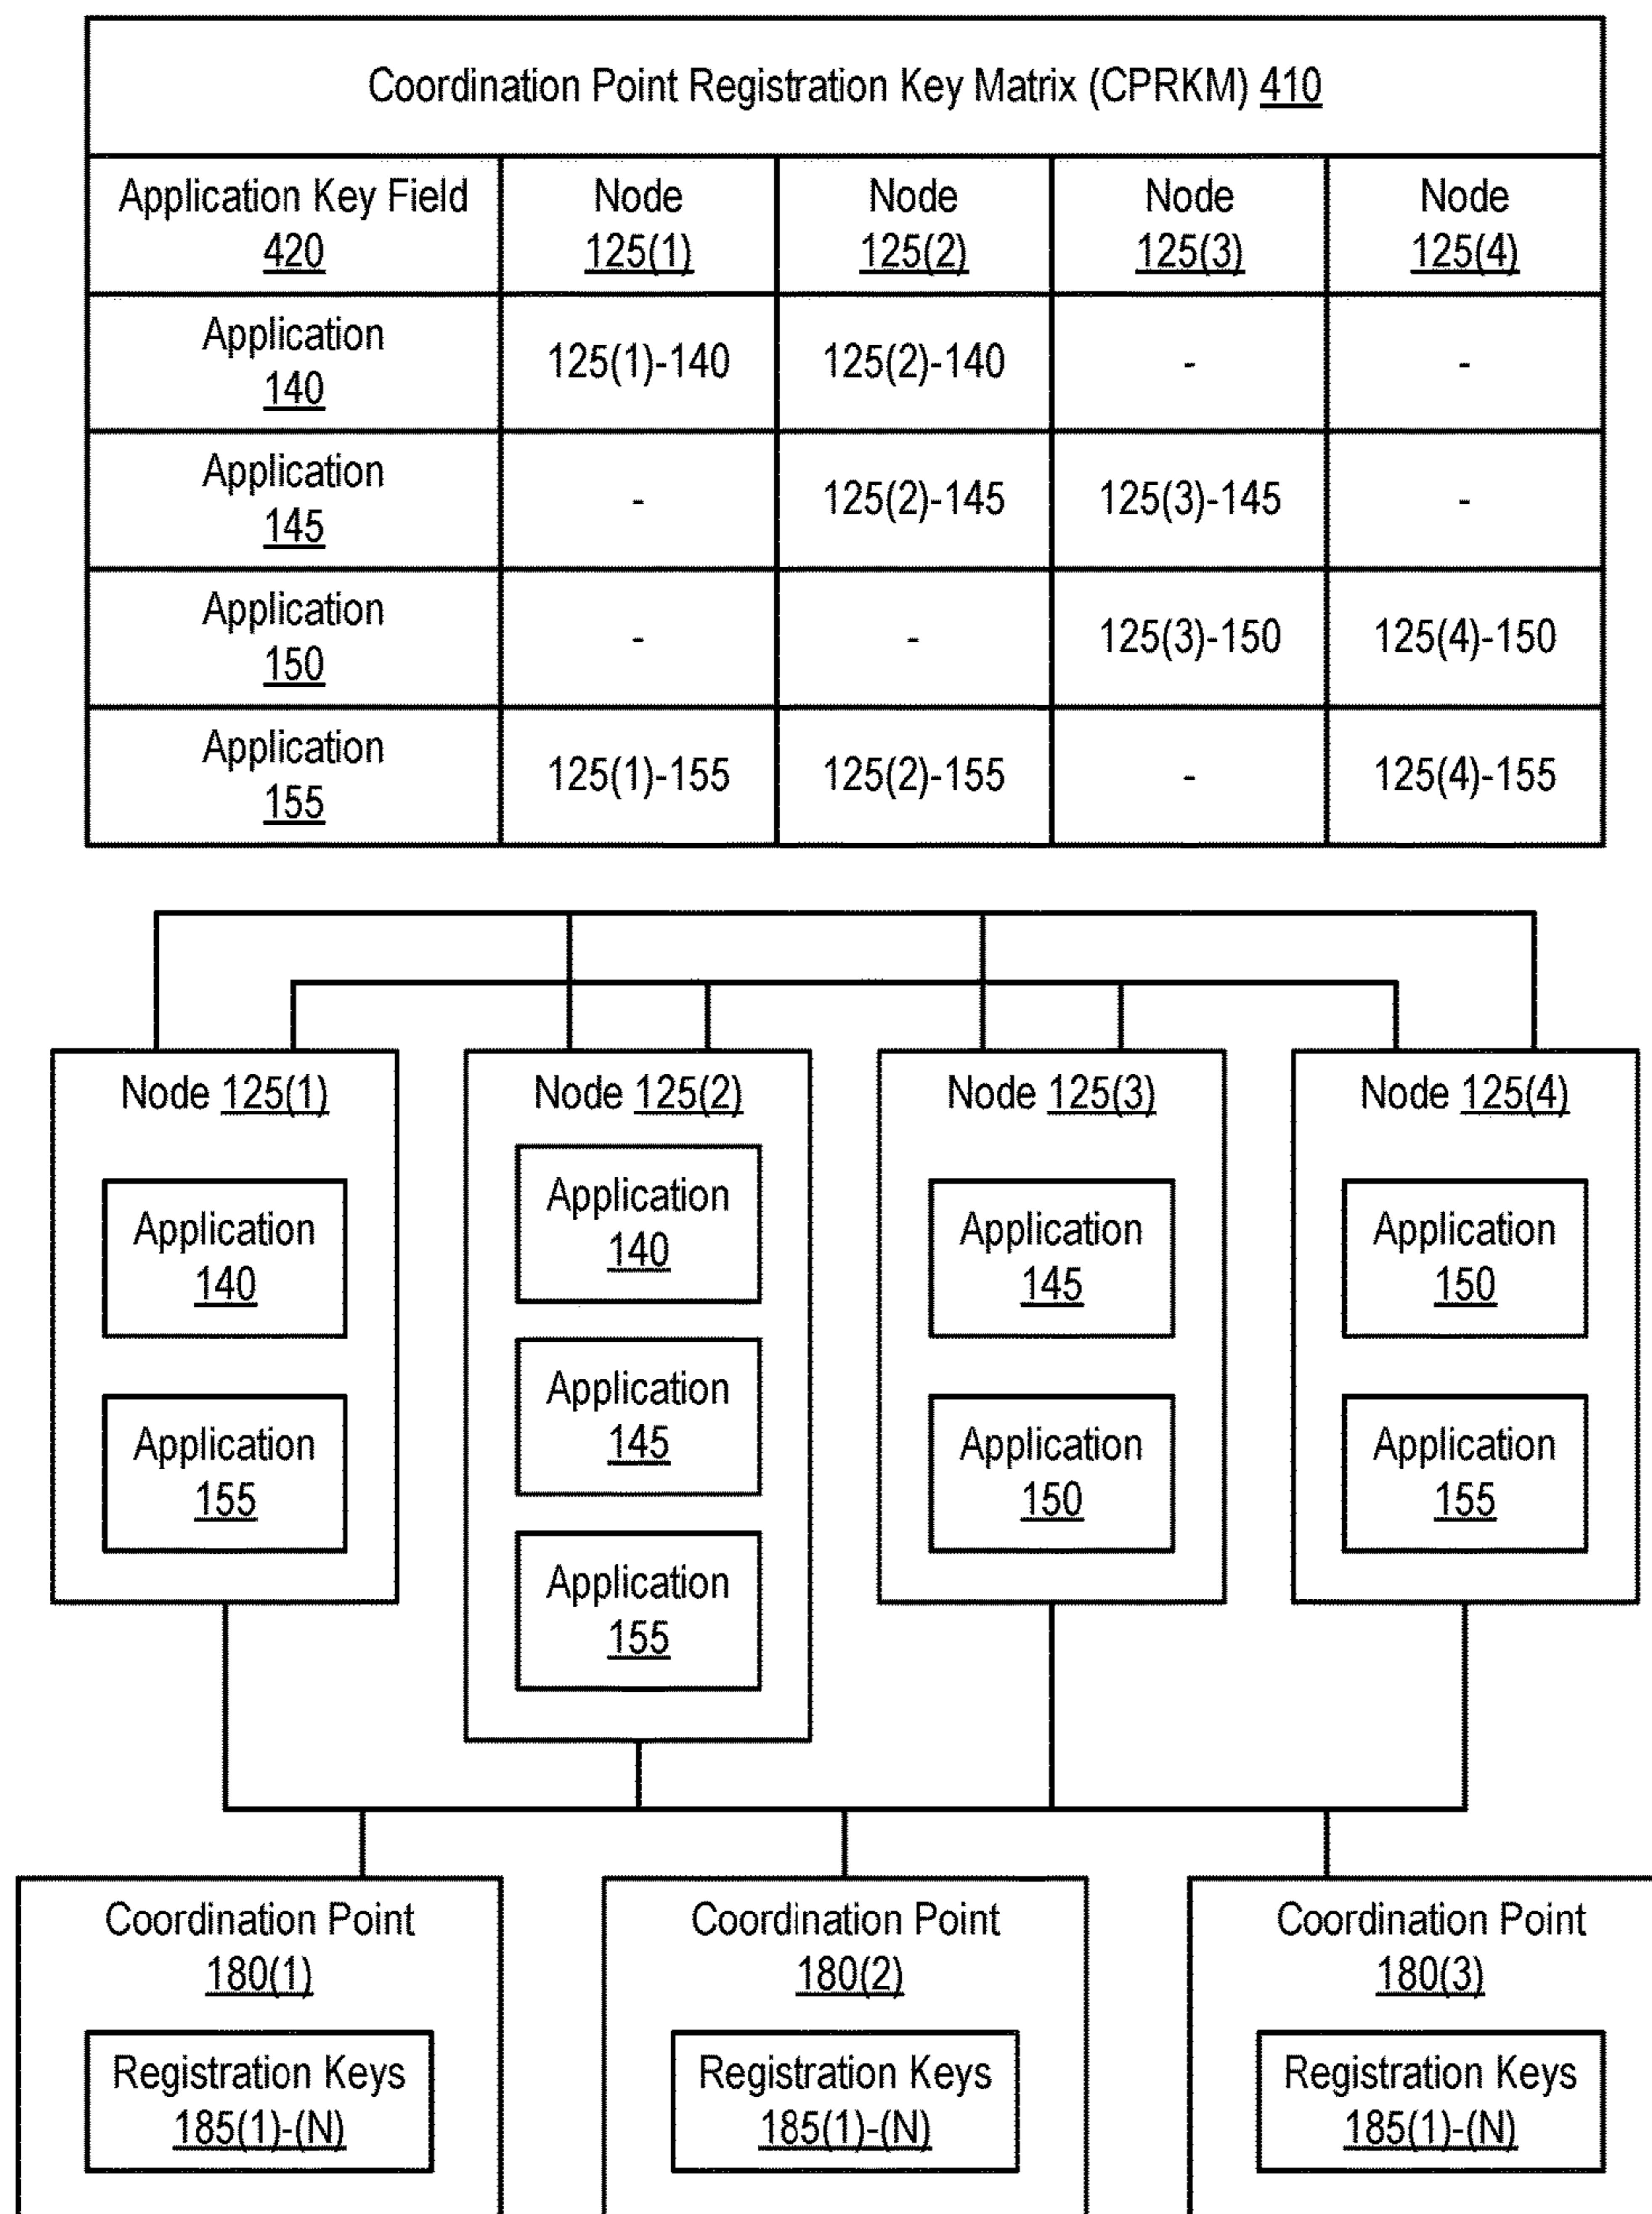 Coordination Point Registration Key Matrix (CPRKM) 410
Application Key Field
420
Node
125(1)
Node
125(2)
Node
125(3)
Node
125(4)
Application
140
125(1)-140
125(2)-140
-
-
Application
145
-
125(2)-145
125(3)-145
-
Application
150
-
-
125(3)-150
125(4)-150
Application
155
125(1)-155
125(2)-155
-
125(4)-155
Node 125(1)
Application
140
Application
155
Node 125(2)
Application
140
Application
145
Application
155
Node 125(3)
Application
145
Application
150
Node 125(4)
Application
150
Application
155
Coordination Point
180(1)
Registration Keys
185(1)-(N)
Coordination Point
180(2)
Registration Keys
185(1)-(N)
Coordination Point
180(3)
Registration Keys
185(1)-(N)